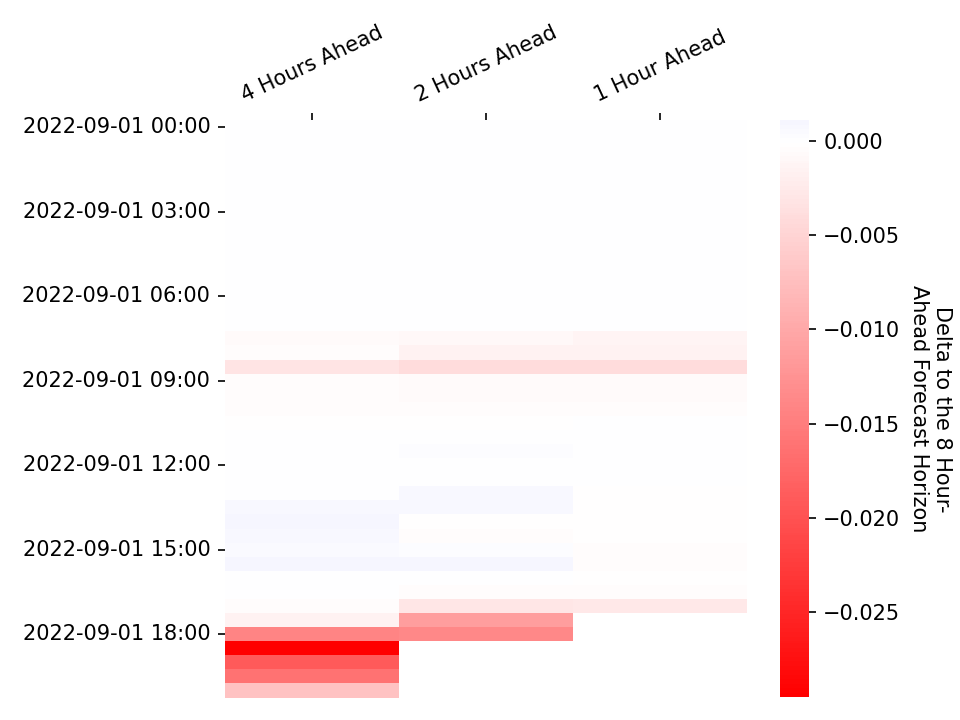 4 Hours Ahead
2 Hours Ahead
1 Hour Ahead
2022-09-01 00:00
2022-09-01 03:00
2022-09-01 06:00
2022-09-01 09:00
2022-09-01 12:00
2022-09-01 15:00
2022-09-01 18:00
0.000
−0.005
−0.010
−0.015
−0.020
−0.025
Delta to the 8 Hour-
Ahead Forecast Horizon